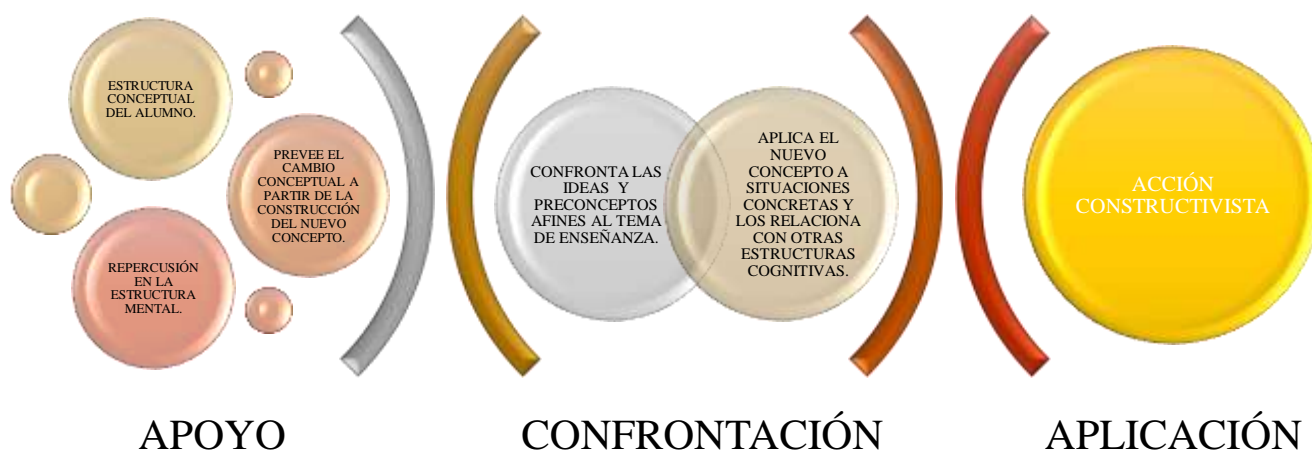 ESTRUCTURA
CONCEPTUAL
DEL ALUMNO.
PREVEE EL
CAMBIO
CONCEPTUAL A
PARTIR DE LA
CONSTRUCCIÓN
DEL NUEVO
CONCEPTO.
REPERCUSIÓN
EN LA
ESTRUCTURA
MENTAL.
CONFRONTA LAS
IDEAS Y
PRECONCEPTOS
AFINES AL TEMA
DE ENSEÑANZA.
APLICA EL
NUEVO
CONCEPTO A
SITUACIONES
CONCRETAS Y
LOS RELACIONA
CON OTRAS
ESTRUCTURAS
COGNITIVAS.
ACCIÓN
CONSTRUCTIVISTA
APOYO
CONFRONTACIÓN
APLICACIÓN